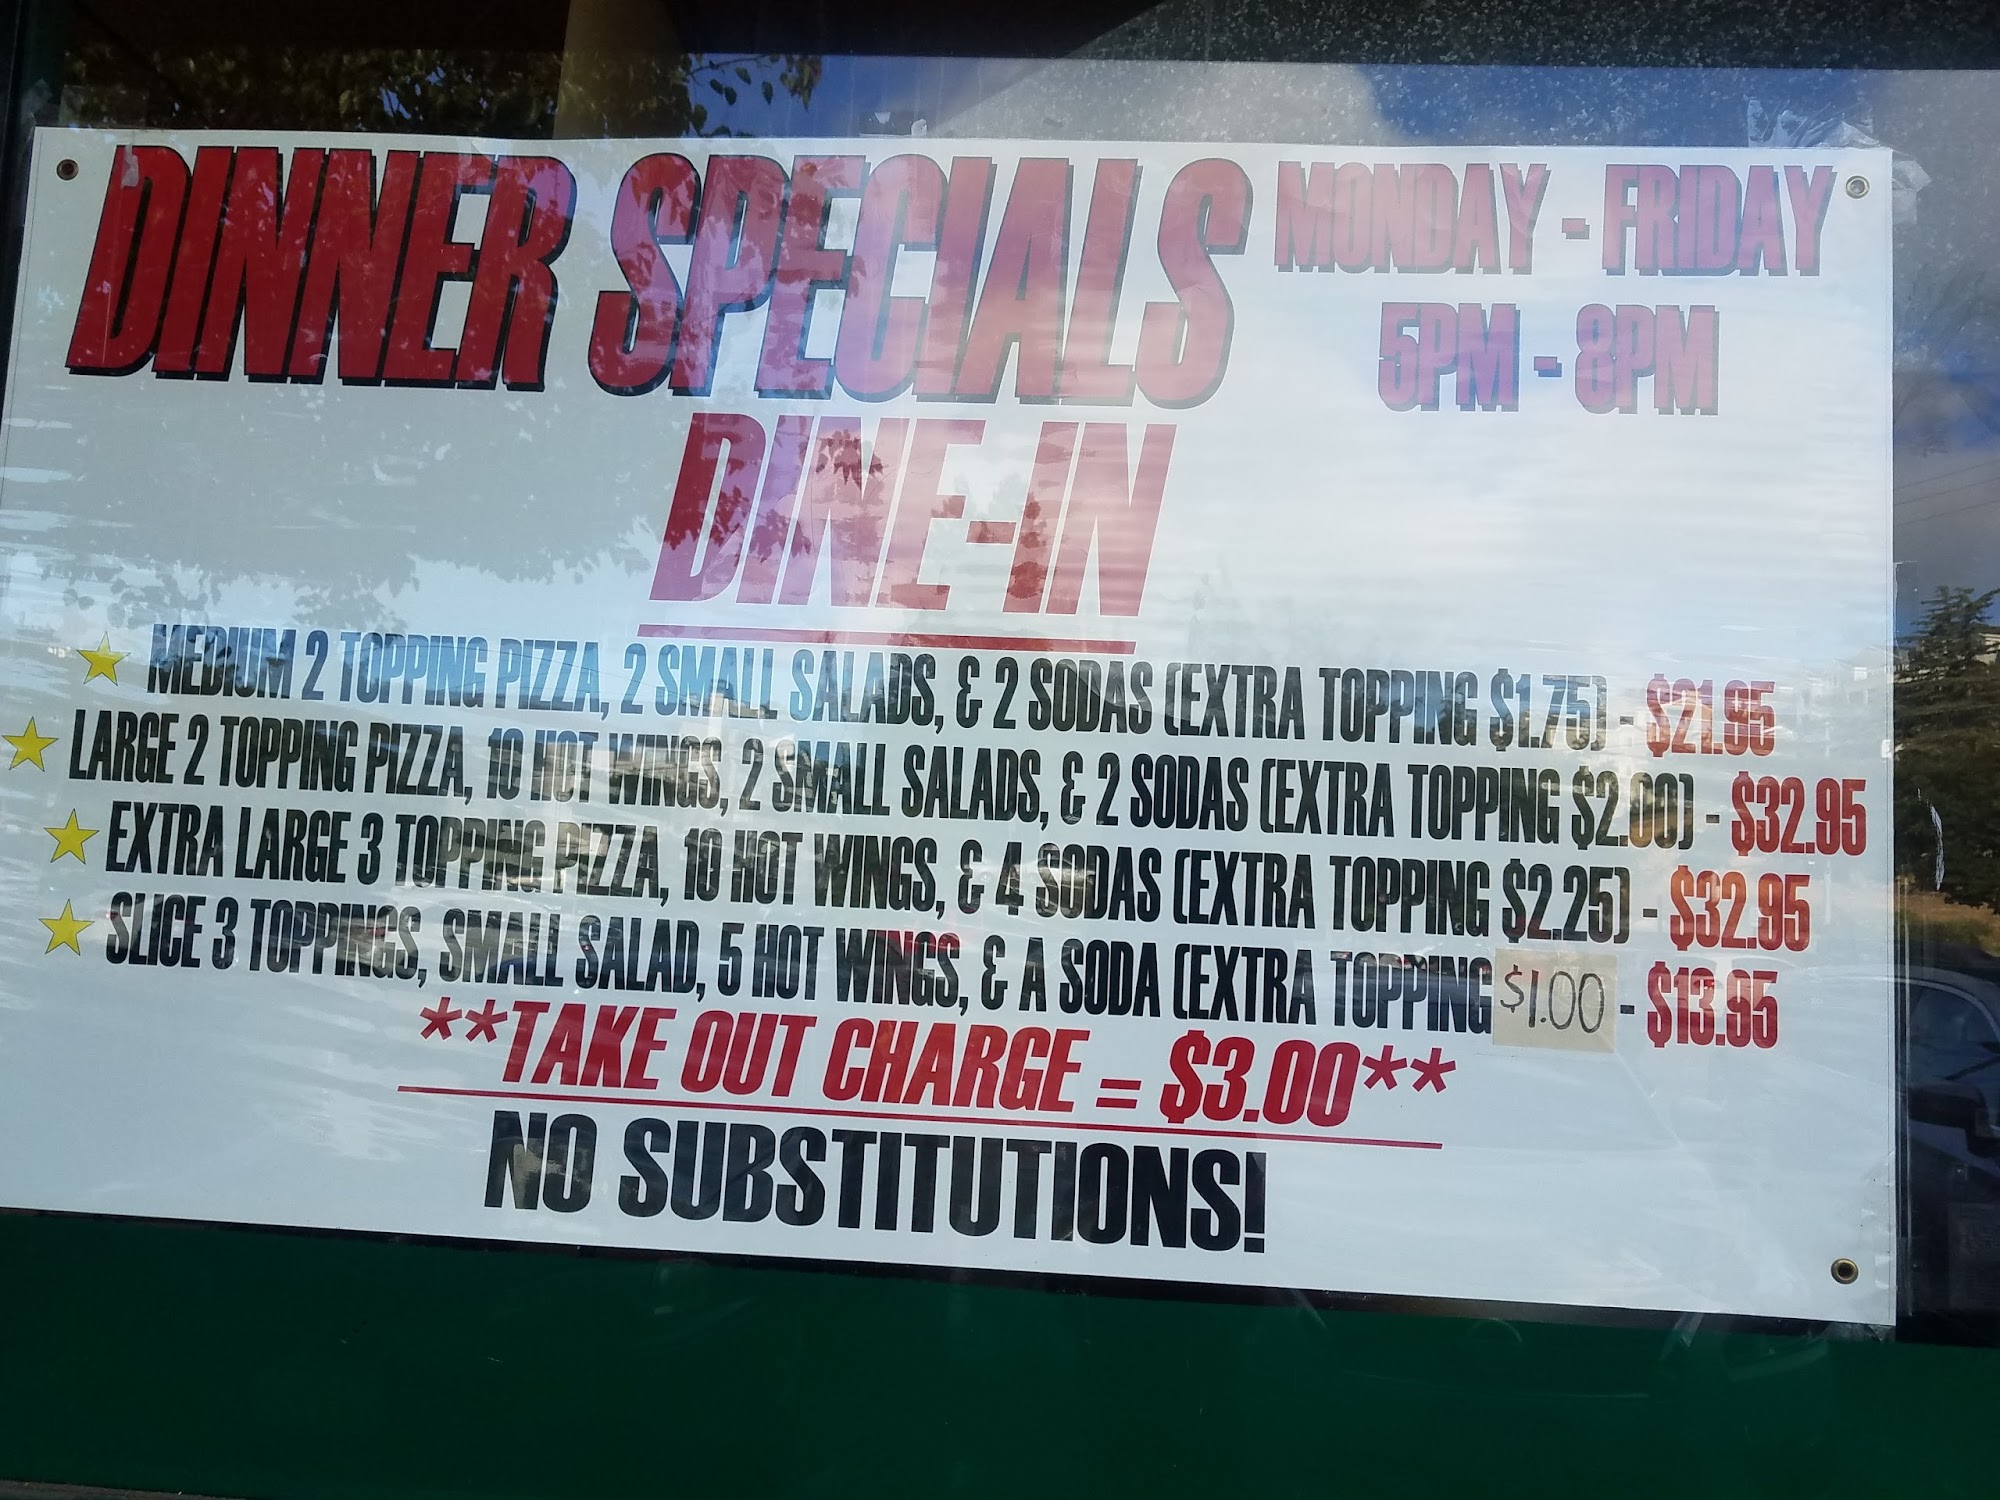 DINNER SPECIALS
MONDAY - FRIDAY
5PM - 8PM
DINE-IN
MEDIUM 2 TOPPING PIZZA, 2 SMALL SALADS, & 2 SODAS (EXTRA TOPPING $1.75) - $21.95
LARGE 2 TOPPING PIZZA, 10 HOT WINGS, 2 SMALL SALADS, & 2 SODAS (EXTRA TOPPING $2.00) - $32.95
EXTRA LARGE 3 TOPPING PIZZA, 10 HOT WINGS, & 4 SODAS (EXTRA TOPPING $2.25) - $32.95
SLICE 3 TOPPINGS, SMALL SALAD, 5 HOT WINGS, & A SODA (EXTRA TOPPING $1.00 - $13.95
**TAKE OUT CHARGE = $3.00**
NO SUBSTITUTIONS!